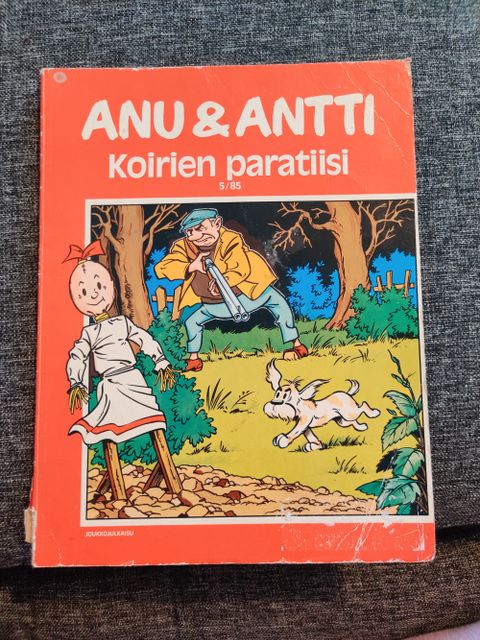 ANU & ANTTI
Koirien paratiisi
5/85
JOUKKOJULKAISU